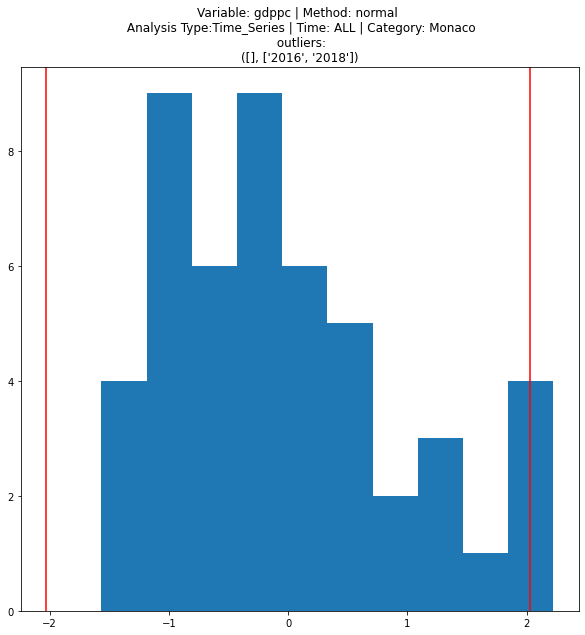 Variable: gdppc | Method: normal
Analysis Type:Time_Series | Time: ALL | Category: Monaco
outliers:
([], ['2016', '2018'])
8
6
4
2
0
−2
−1
0
1
2